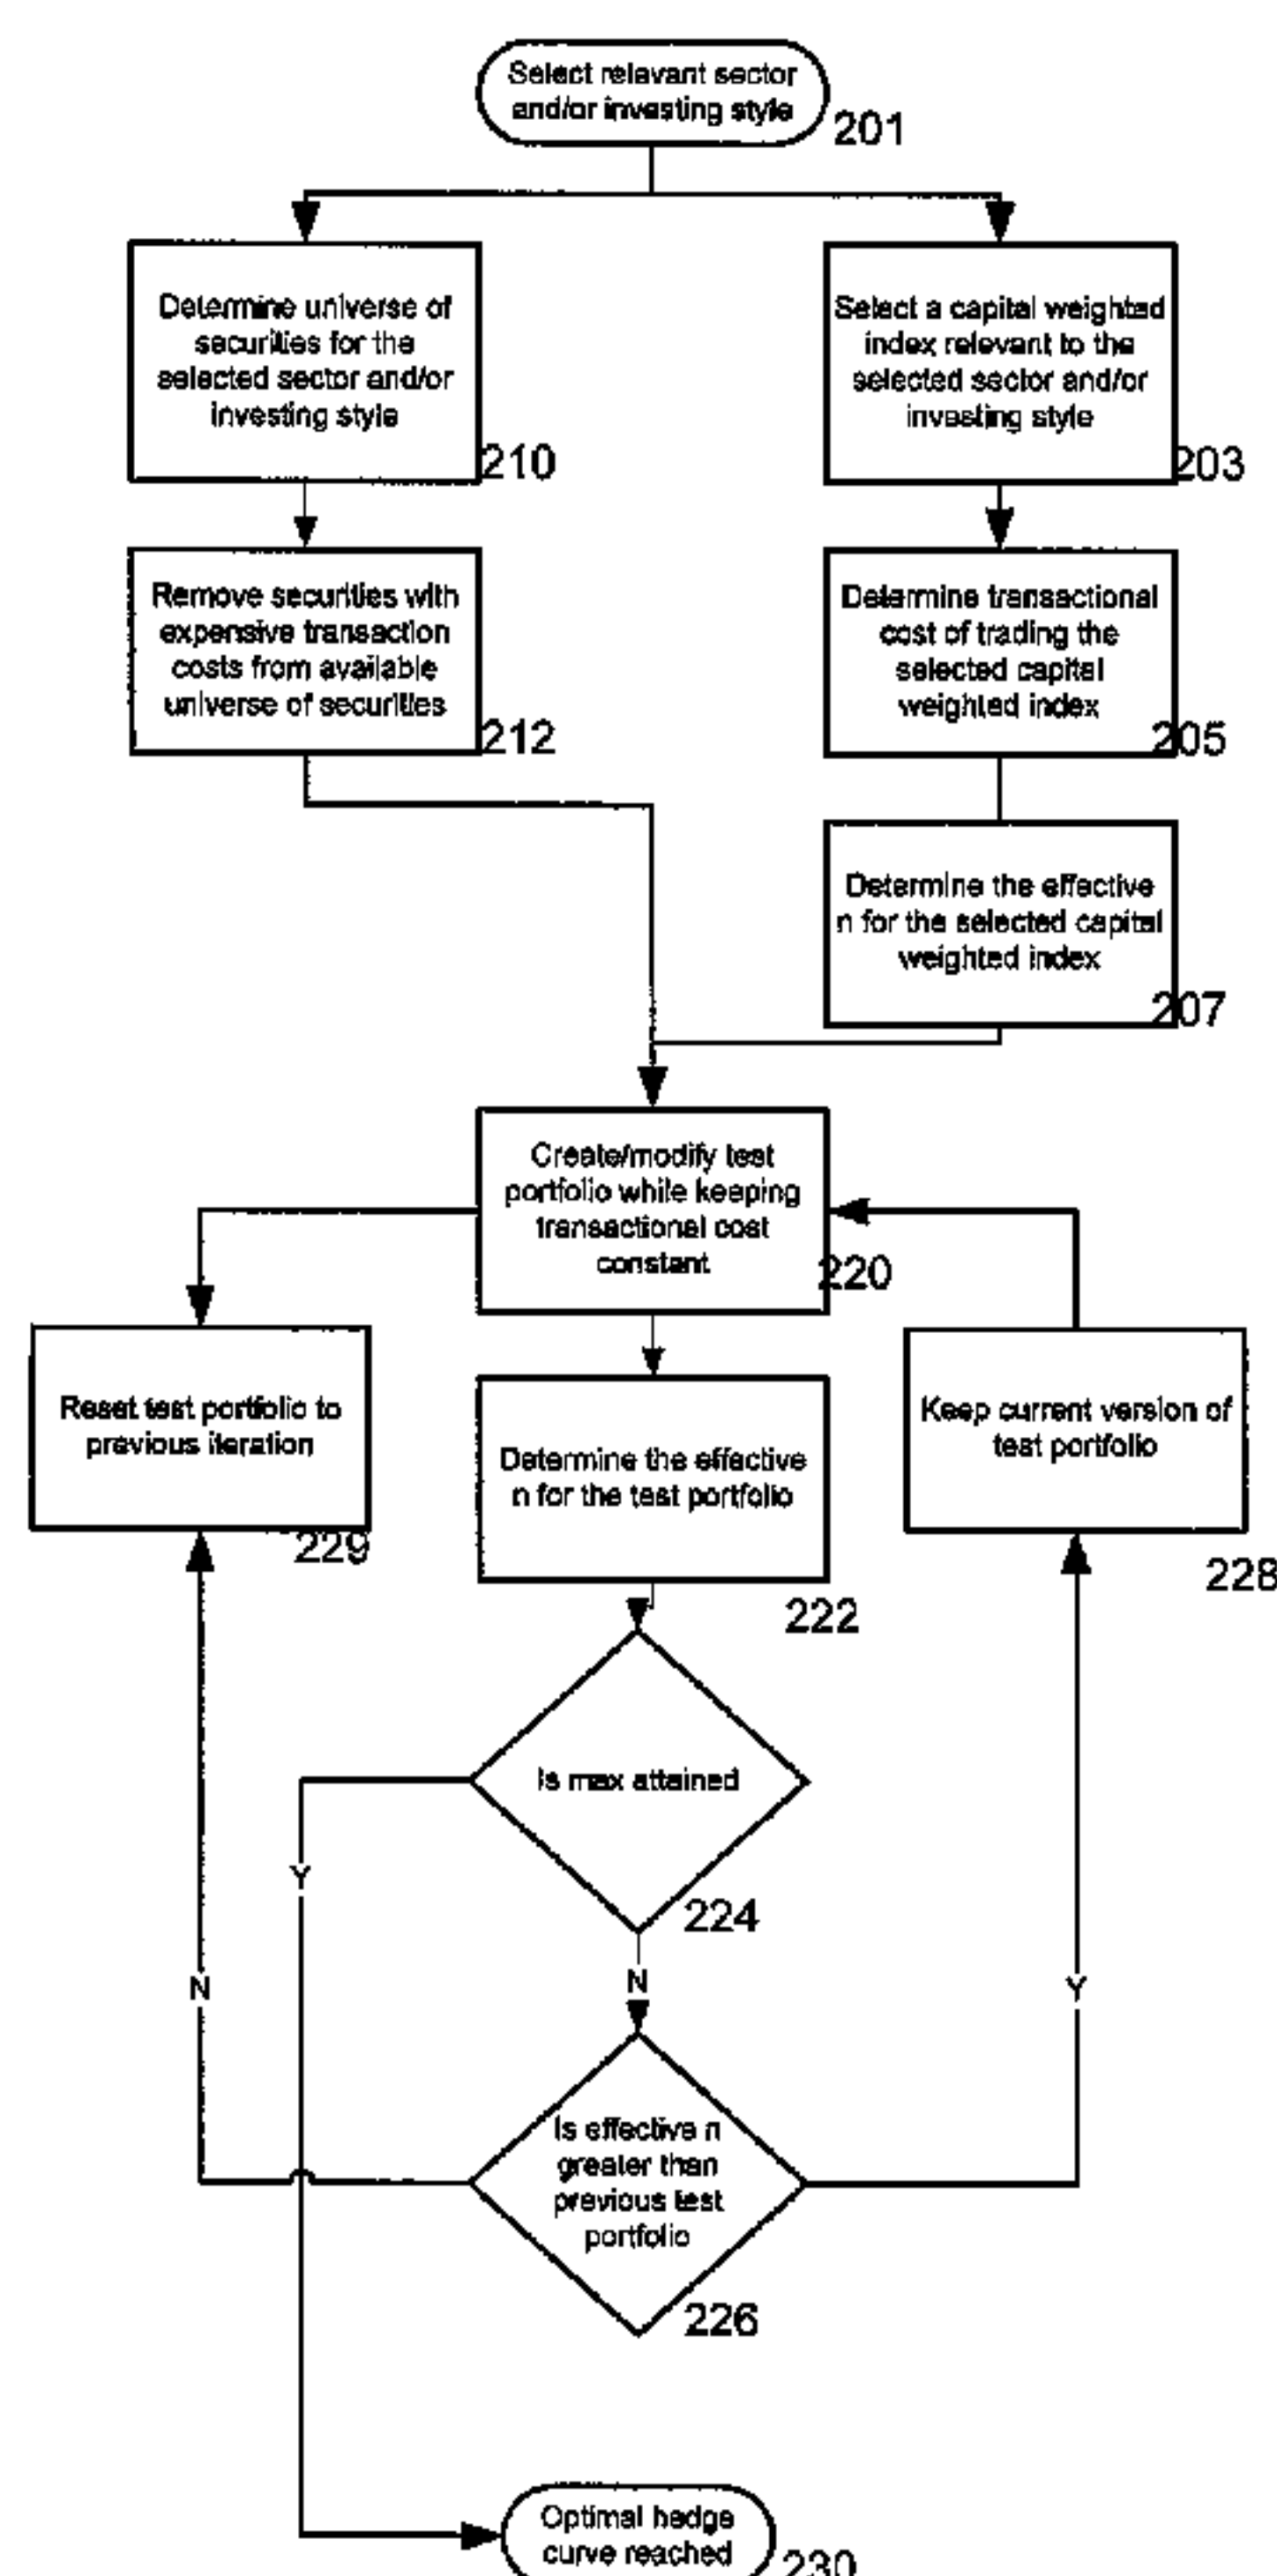 Select relevant sector
and/or investing style
201
Determine universe of
securities for the
selected sector and/or
investing style
210
Select a capital weighted
index relevant to the
selected sector and/or
investing style
203
Remove securities with
expensive transaction
costs from available
universe of securities
212
Determine transactional
cost of trading the
selected capital
weighted index
205
Determine the effective
n for the selected capital
weighted index
207
Create/modify test
portfolio while keeping
transactional cost
constant
220
Reset test portfolio to
previous iteration
229
Determine the effective
n for the test portfolio
222
Keep current version of
test portfolio
228
Is max attained
224
Y
N
N
Y
Is effective n
greater than
previous test
portfolio
226
Optimal hedge
curve reached
230